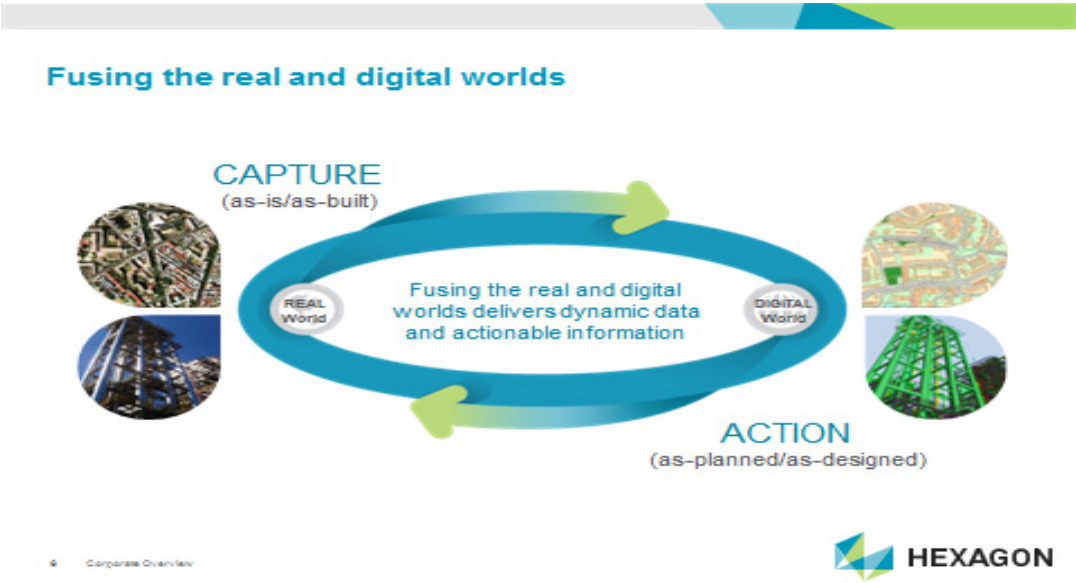 Fusing the real and digital worlds
CAPTURE
(as-is/as-built)
REAL
World
Fusing the real and digital
worlds delivers dynamic data
and actionable information
DIGITAL
World
ACTION
(as-planned/as-designed)
6 Corporate Overview
HEXAGON